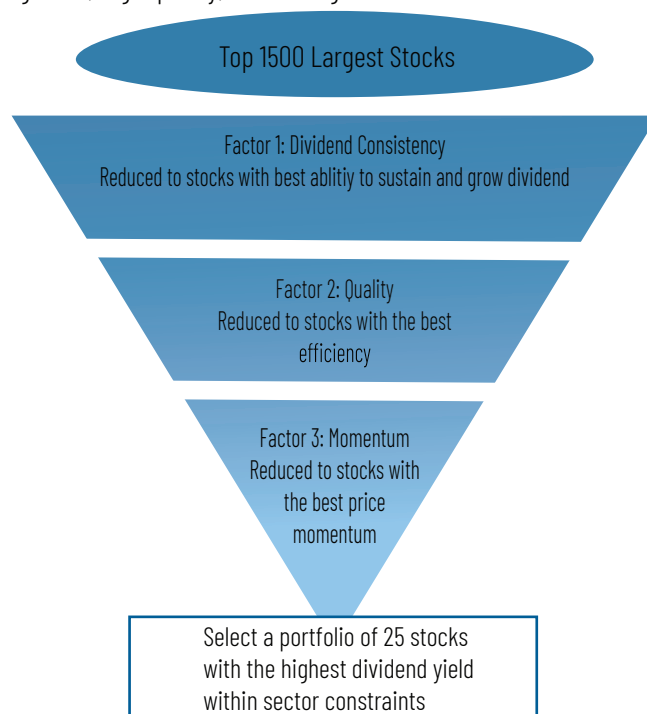 Top 1500 Largest Stocks
Factor 1: Dividend Consistency
Reduced to stocks with best ablitiy to sustain and grow dividend
Factor 2: Quality
Reduced to stocks with the best
efficiency
Factor 3: Momentum
Reduced to stocks with
the best price
momentum
Select a portfolio of 25 stocks
with the highest dividend yield
within sector constraints